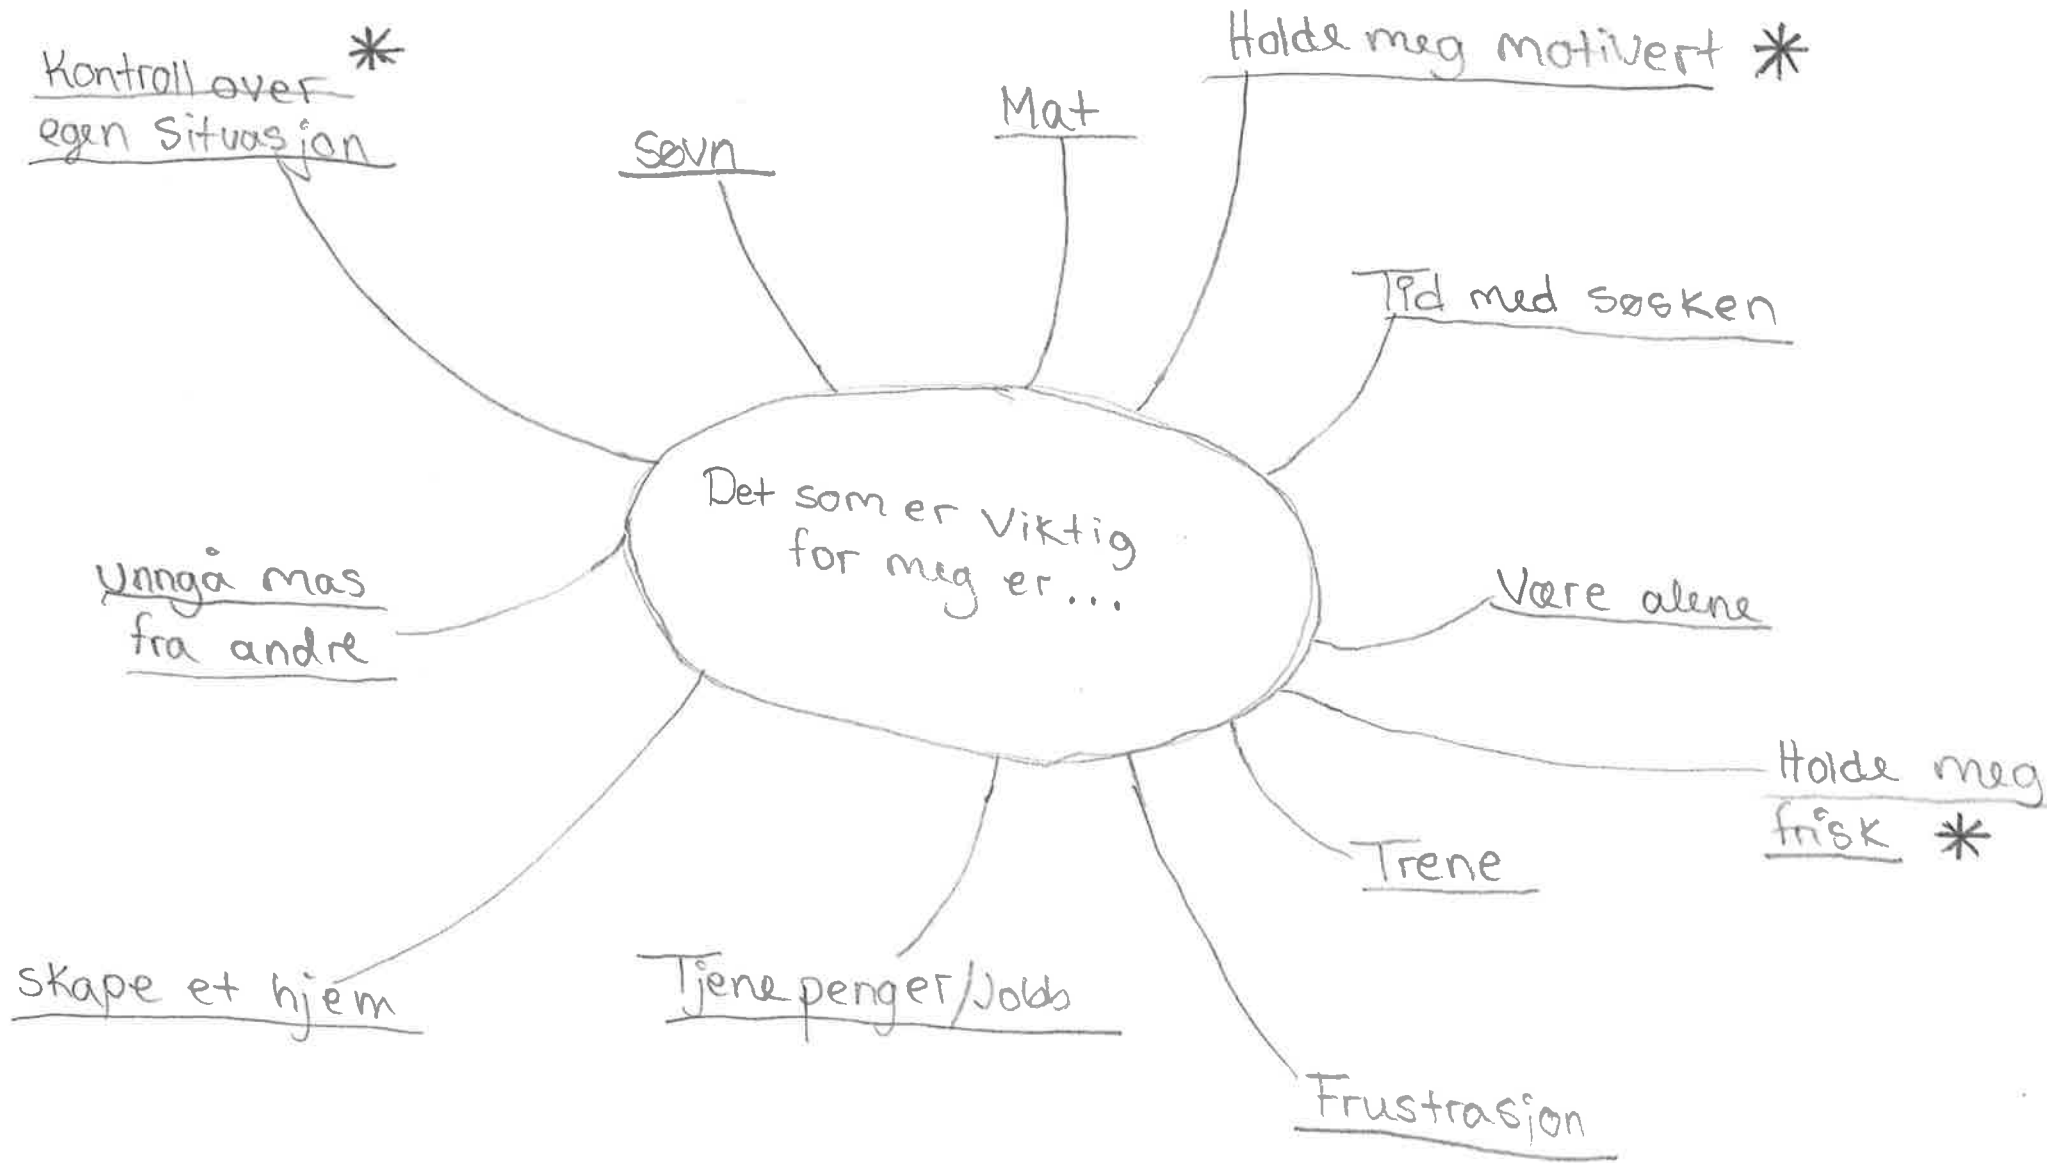 Kontroll over *
egen Situasjon
søvn
Mat
Holde meg motivert *
Tid med søsken
Det som er Viktig
for meg er...
Unngå mas
fra andre
Være alene
Holde meg
frisk *
Trene
skape et hjem
Tjene penger/Jobb
Frustrasjon